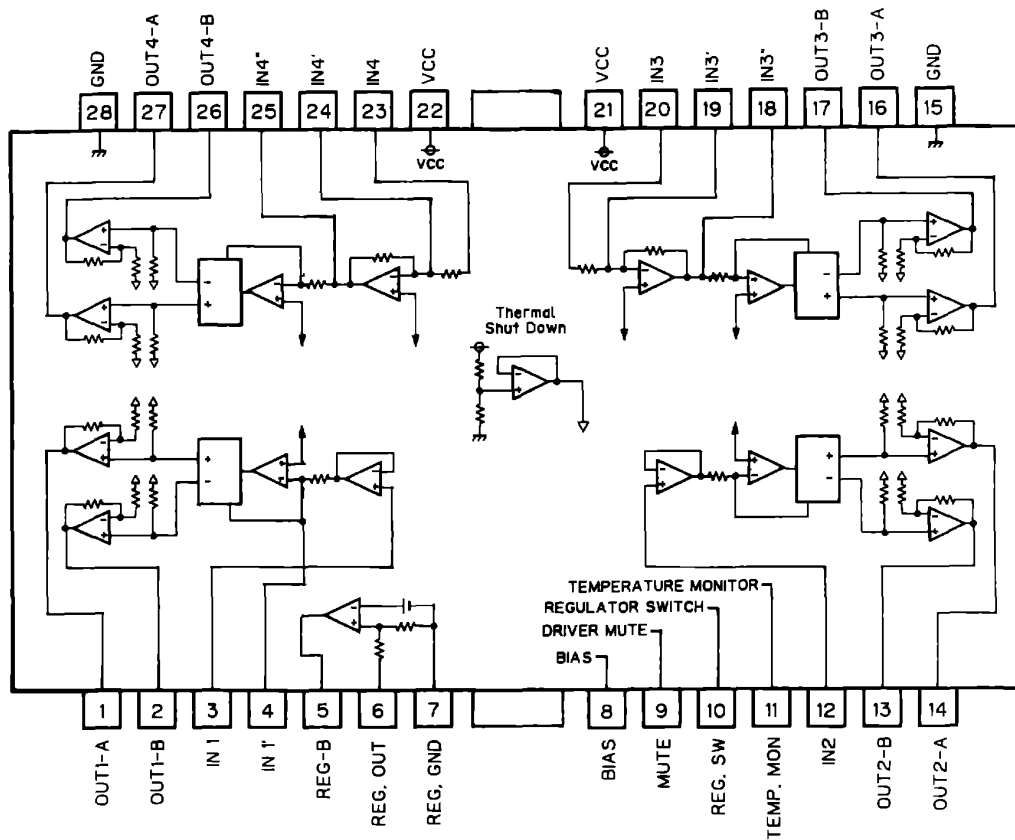 GND
OUT4-A
OUT4-B
IN4"
IN4'
IN4
VCC
VCC
IN3
IN3'
IN3"
OUT3-B
OUT3-A
GND
28
27
26
25
24
23
22
21
20
19
18
17
16
15
VCC
VCC
- + - + - + - + - + - +
- + - + - + - + - + - +
Thermal
Shut Down
- +
- + + - + - - +
- + + - + - - +
- +
TEMPERATURE MONITOR
REGULATOR SWITCH
DRIVER MUTE
BIAS
1
2
3
4
5
6
7
8
9
10
11
12
13
14
OUT1-A
OUT1-B
IN 1
IN 1'
REG-B
REG. OUT
REG. GND
BIAS
MUTE
REG. SW
TEMP. MON
IN2
OUT2-B
OUT2-A